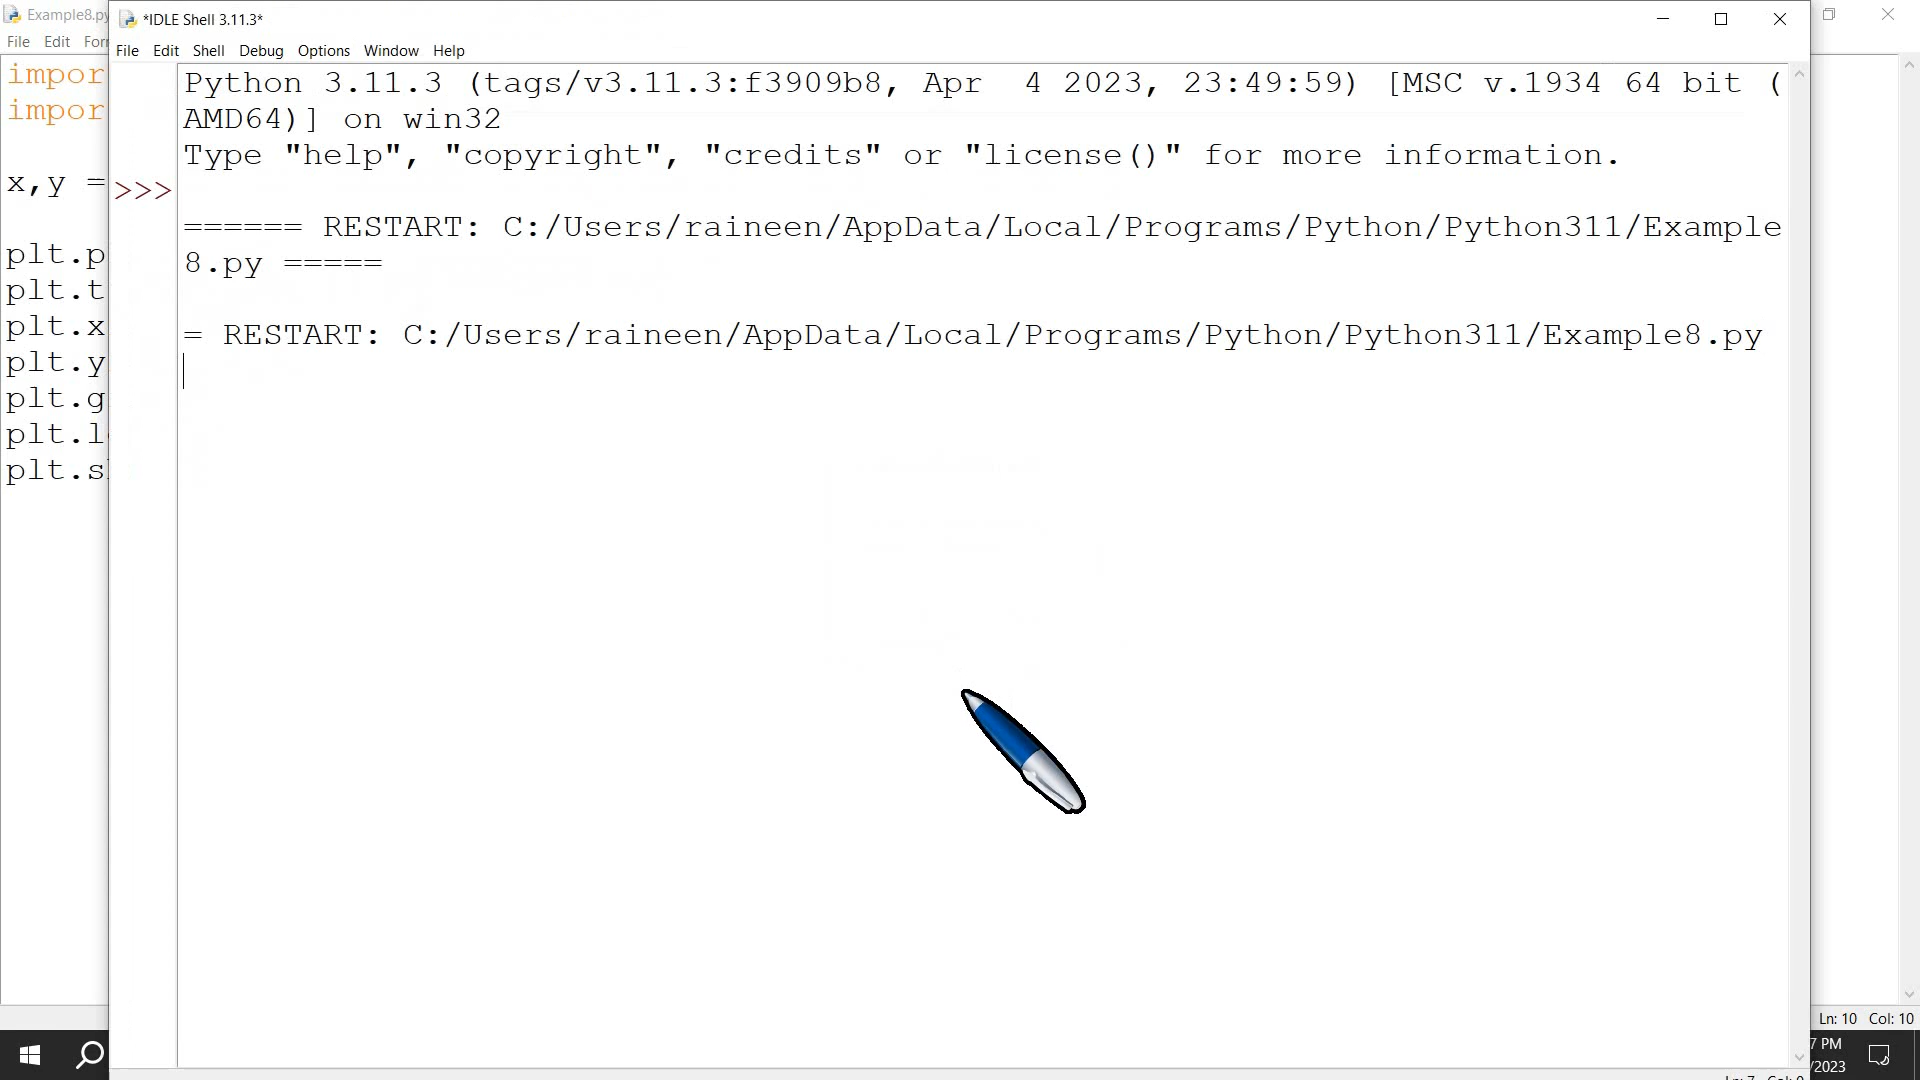 Example8.py
*IDLE Shell 3.11.3*
File Edit For
File Edit Shell Debug Options Window Help
impor
impor
x,y =
plt.p
plt.t
plt.x
plt.y
plt.g
plt.l
plt.s
Python 3.11.3 (tags/v3.11.3:f3909b8, Apr  4 2023, 23:49:59) [MSC v.1934 64 bit (
AMD64)] on win32
Type "help", "copyright", "credits" or "license()" for more information.
>>>
====== RESTART: C:/Users/raineen/AppData/Local/Programs/Python/Python311/Example
8.py =====
= RESTART: C:/Users/raineen/AppData/Local/Programs/Python/Python311/Example8.py
Ln: 10 Col: 10
7 PM
/2023